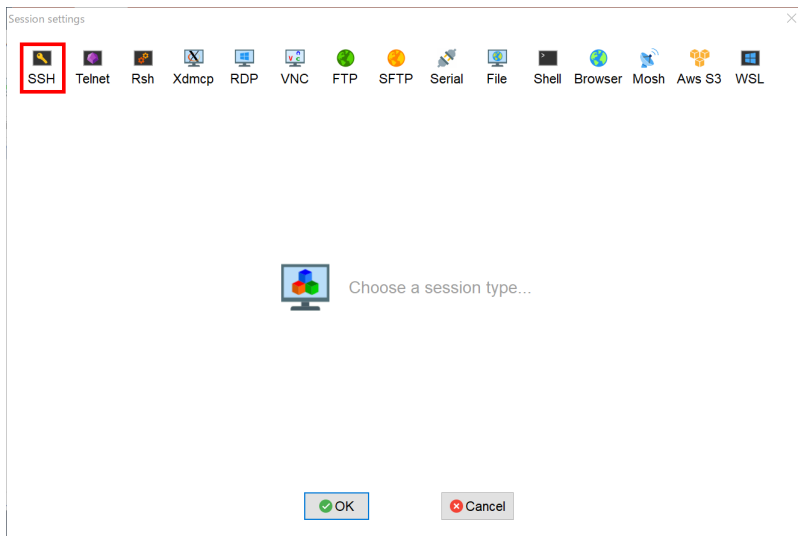 Session settings
SSH Telnet Rsh Xdmcp RDP VNC FTP SFTP Serial File Shell Browser Mosh Aws S3 WSL
Choose a session type...
OK Cancel